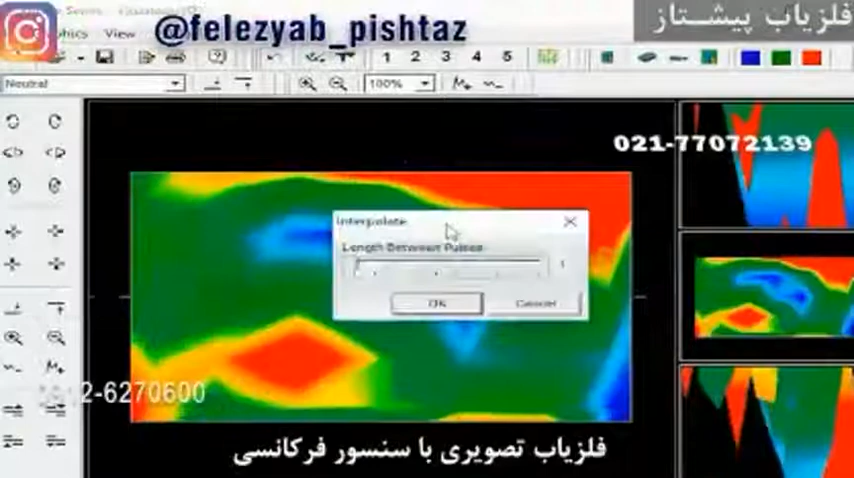 @felezyab_pishtaz
فلزیاب پیشتاز
View
1 2 3 4 5
Neutral
100%
021-77072139
Interpolate
Length Between Pulses
1
OK
Cancel
2-6270600
فلزیاب تصویری با سنسور فرکانسی